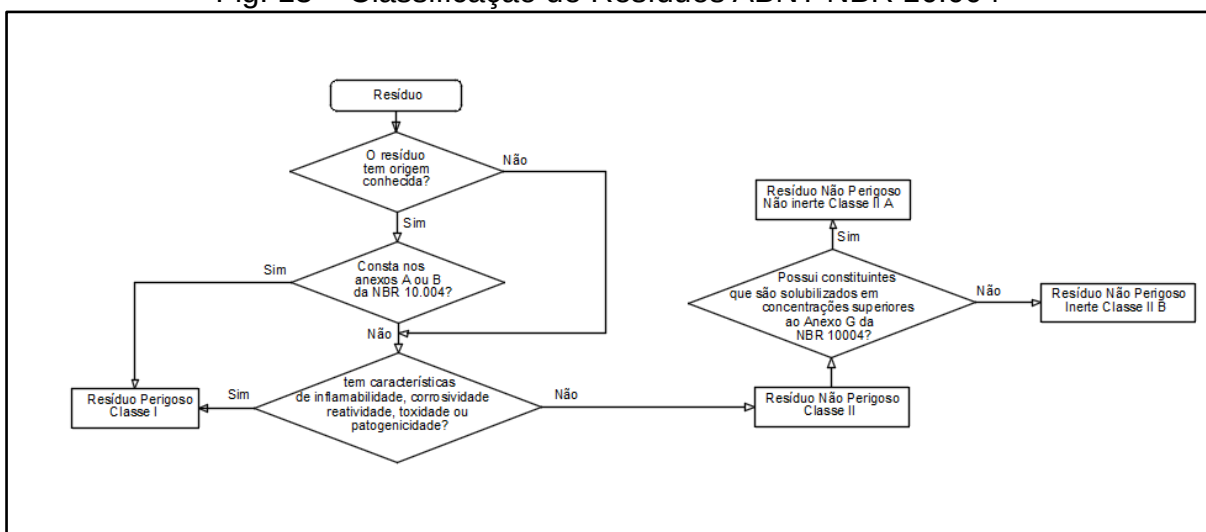 Resíduo
O resíduo
tem origem
conhecida?
Não
Sim
Consta nos
anexos A ou B
da NBR 10.004?
Sim
Não
tem características
de inflamabilidade, corrosividade
reatividade, toxidade ou
patogenicidade?
Sim
Resíduo Perigoso
Classe I
Não
Resíduo Não Perigoso
Classe II
Possui constituintes
que são solubilizados em
concentrações superiores
ao Anexo G da
NBR 10004?
Sim
Resíduo Não Perigoso
Não inerte Classe II A
Não
Resíduo Não Perigoso
Inerte Classe II B